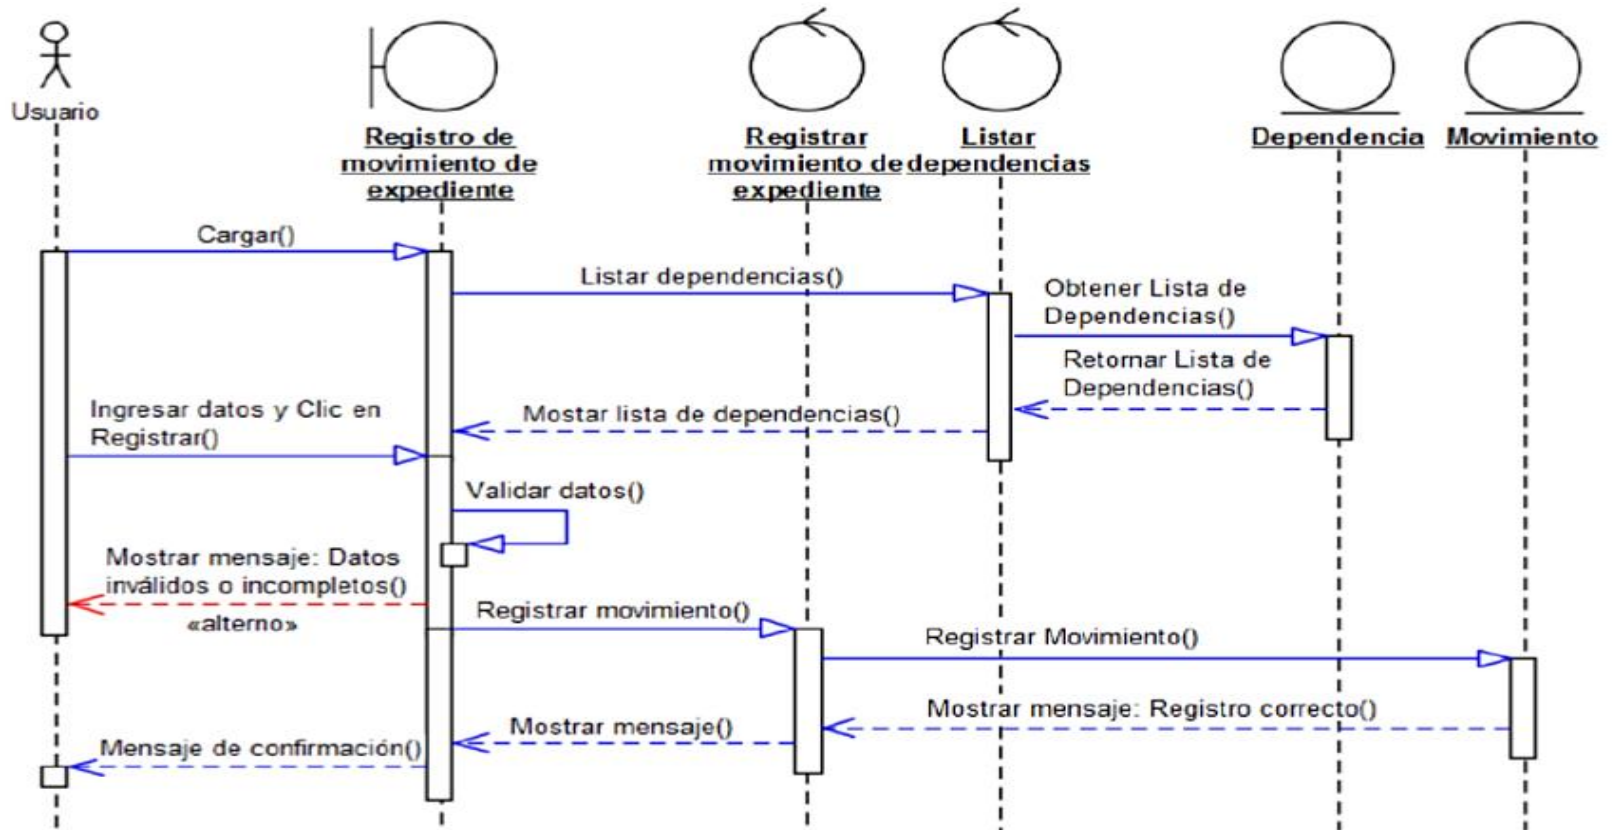 Usuario
Registro de
movimiento de
expediente
Registrar
movimiento de
expediente
Listar
dependencias
Dependencia
Movimiento
Cargar()
Listar dependencias()
Obtener Lista de
Dependencias()
Retornar Lista de
Dependencias()
Mostar lista de dependencias()
Ingresar datos y Clic en
Registrar()
Validar datos()
Mostrar mensaje: Datos
inválidos o incompletos()
«alterno»
Registrar movimiento()
Registrar Movimiento()
Mostrar mensaje: Registro correcto()
Mostrar mensaje()
Mensaje de confirmación()